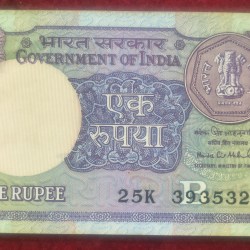 भारत सरकार
GOVERNMENT OF INDIA
एक
रुपया
E RUPEE
25K 393532
B